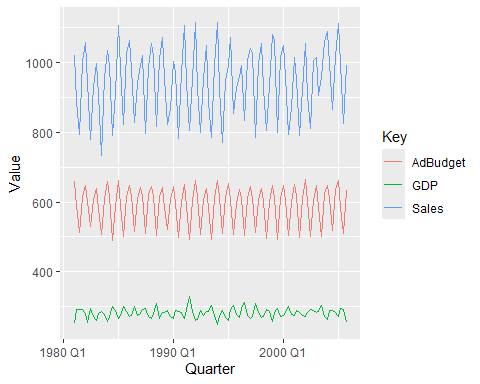 1000
800
600
400
Value
1980 Q1
1990 Q1
2000 Q1
Quarter
Key
AdBudget
GDP
Sales